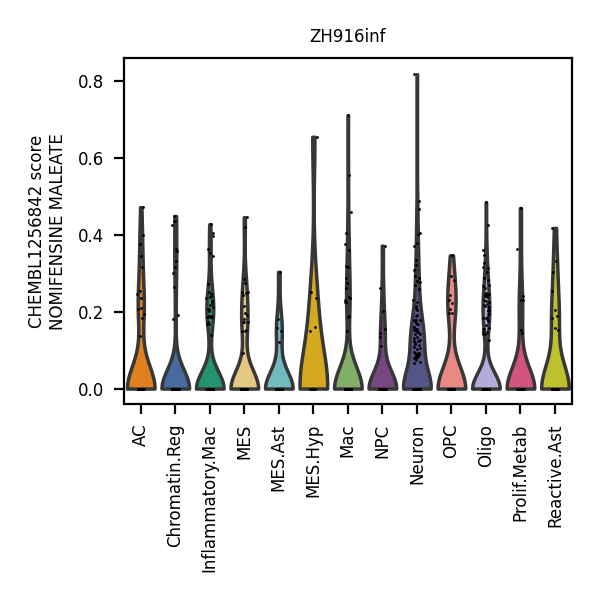 ZH916inf
CHEMBL1256842 score
NOMIFENSINE MALEATE
0.8
0.6
0.4
0.2
0.0
AC
Chromatin.Reg
Inflammatory.Mac
MES
MES.Ast
MES.Hyp
Mac
NPC
Neuron
OPC
Oligo
Prolif.Metab
Reactive.Ast